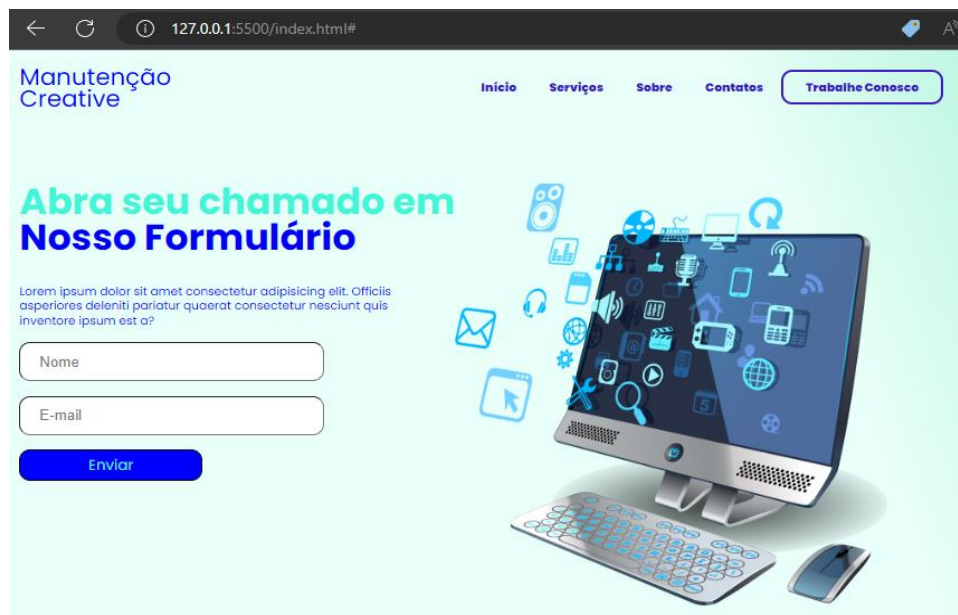 127.0.0.1:5500/index.html#
Manutenção
Creative
Início Serviços Sobre Contatos Trabalhe Conosco
Abra seu chamado em
Nosso Formulário
Lorem ipsum dolor sit amet consectetur adipisicing elit. Officiis
asperiores deleniti pariatur quaerat consectetur nesciunt quis
inventore ipsum est a?
Nome
E-mail
Enviar
5